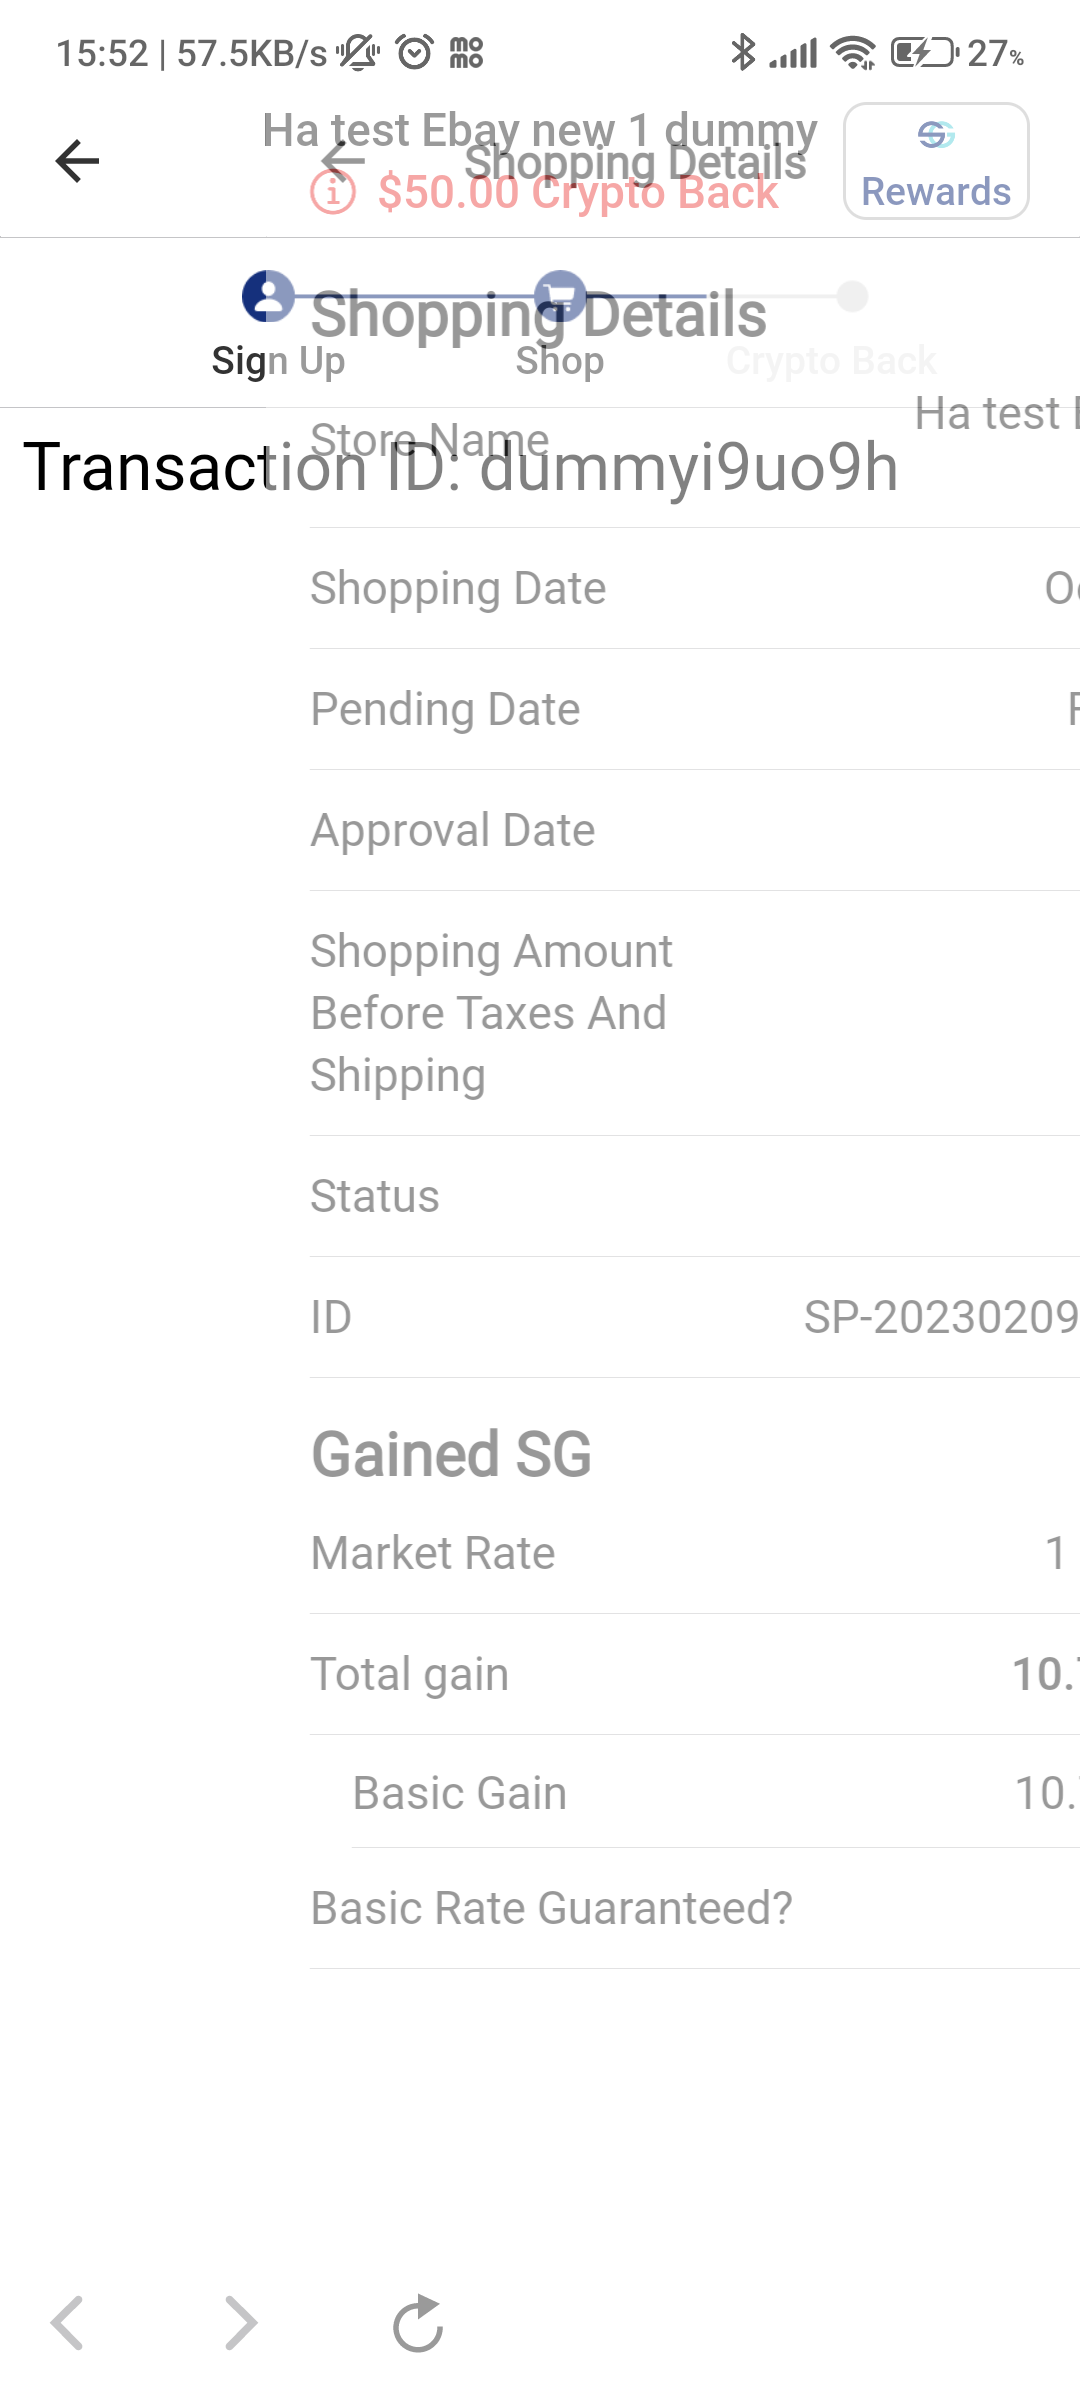 15:52 | 57.5KB/s
mo
mo
27%
Ha test Ebay new 1 dummy
Shopping Details
$50.00 Crypto Back
Rewards
Shopping Details
Sign Up
Shop
Crypto Back
Store Name
Ha test
Transaction ID: dummyi9uo9h
Shopping Date
Pending Date
Approval Date
Shopping Amount
Before Taxes And
Shipping
Status
ID SP-20230209
Gained SG
Market Rate 1
Total gain 10.
Basic Gain 10.
Basic Rate Guaranteed?